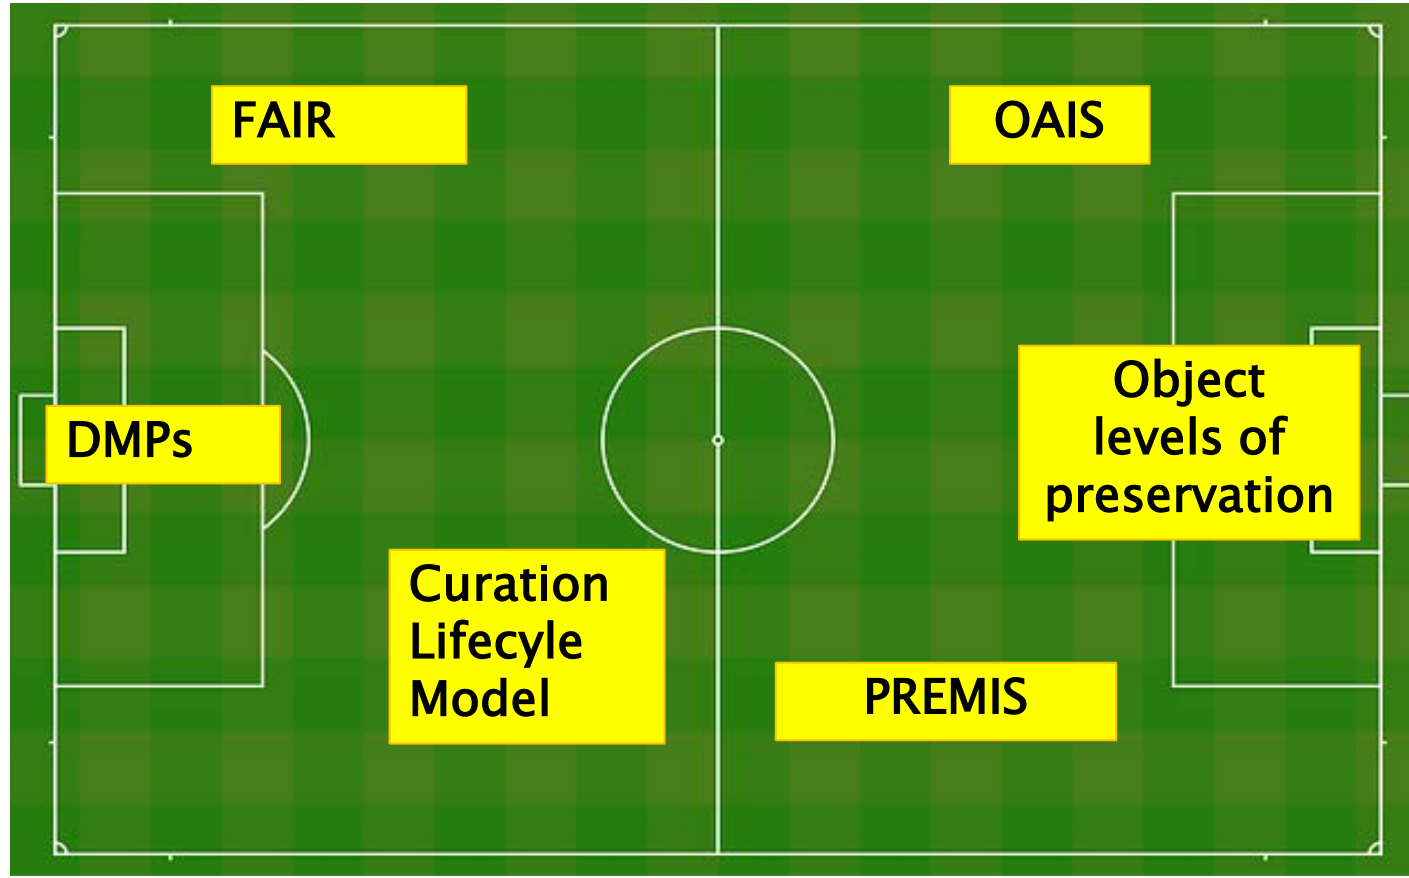 FAIR
OAIS
DMPs
Object
levels of
preservation
Curation
Lifecyle
Model
PREMIS